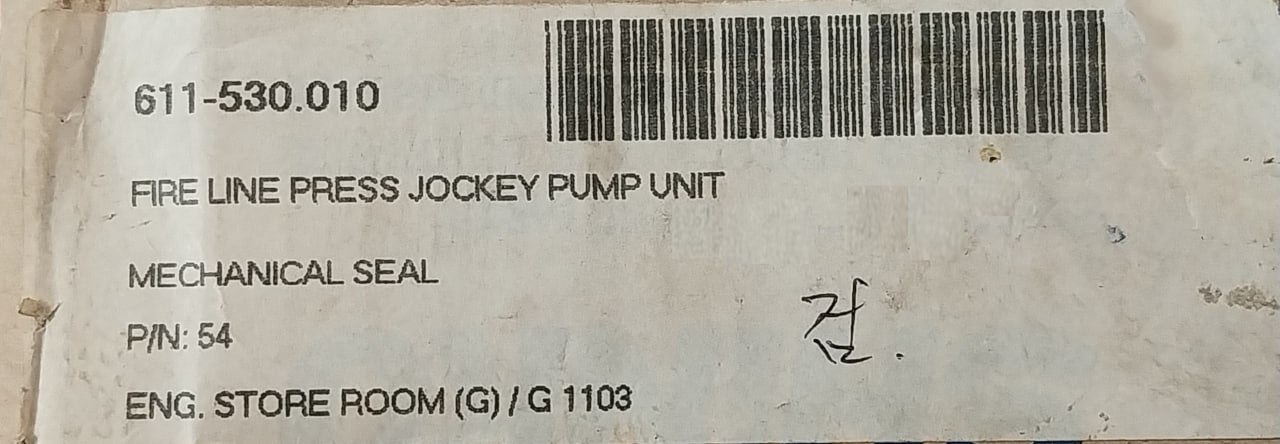 611-530.010
FIRE LINE PRESS JOCKEY PUMP UNIT
MECHANICAL SEAL
P/N: 54
ENG. STORE ROOM (G) / G 1103